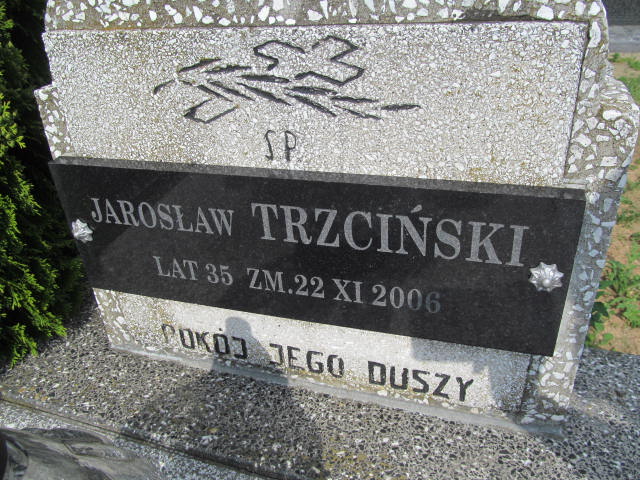 SP.
JAROSŁAW TRZCIŃSKI
LAT 35 ZM.22 XI 2006
POKÓJ JEGO DUSZY